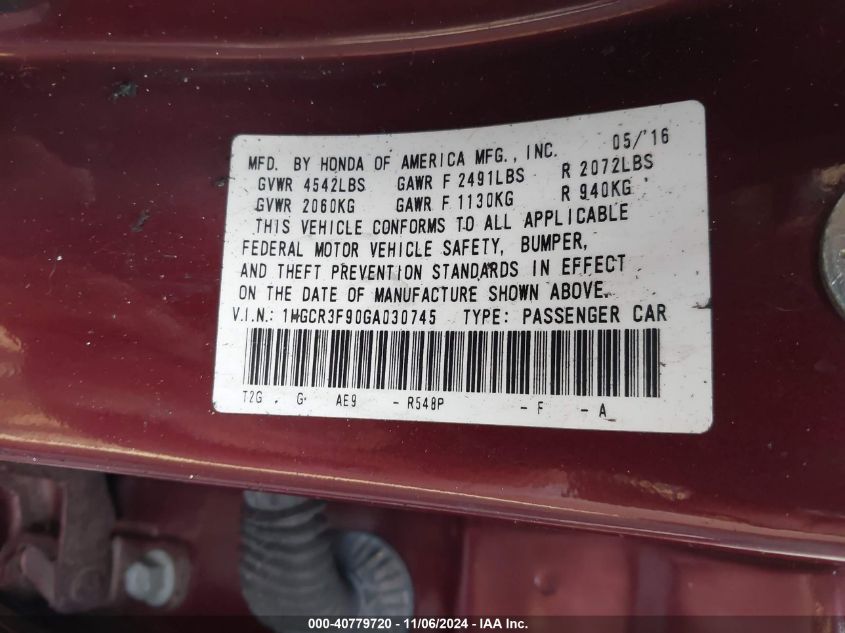 05/'16
MFD. BY HONDA OF AMERICA MFG., INC.
GVWR 4542LBS GAWR F 2491LBS R 2072LBS
GVWR 2060KG GAWR F 1130KG R 940KG
THIS VEHICLE CONFORMS TO ALL APPLICABLE
FEDERAL MOTOR VEHICLE SAFETY, BUMPER,
AND THEFT PREVENTION STANDARDS IN EFFECT
ON THE DATE OF MANUFACTURE SHOWN ABOVE.
V.I.N.: 1HGCR3F90GA030745 TYPE: PASSENGER CAR
T2G . G· AE9 - R548P - F - A
000-40779720 - 11/06/2024 - IAA Inc.